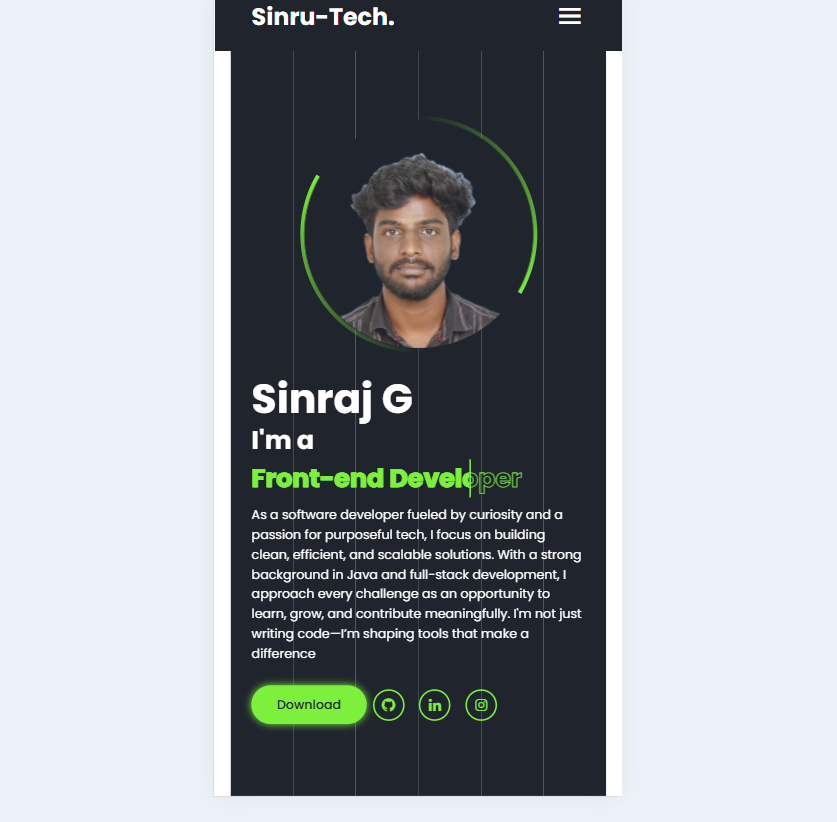 Sinru-Tech.
Sinraj G
I'm a
Front-end Developer
As a software developer fueled by curiosity and a
passion for purposeful tech, I focus on building
clean, efficient, and scalable solutions. With a strong
background in Java and full-stack development, I
approach every challenge as an opportunity to
learn, grow, and contribute meaningfully. I'm not just
writing code—I’m shaping tools that make a
difference
Download